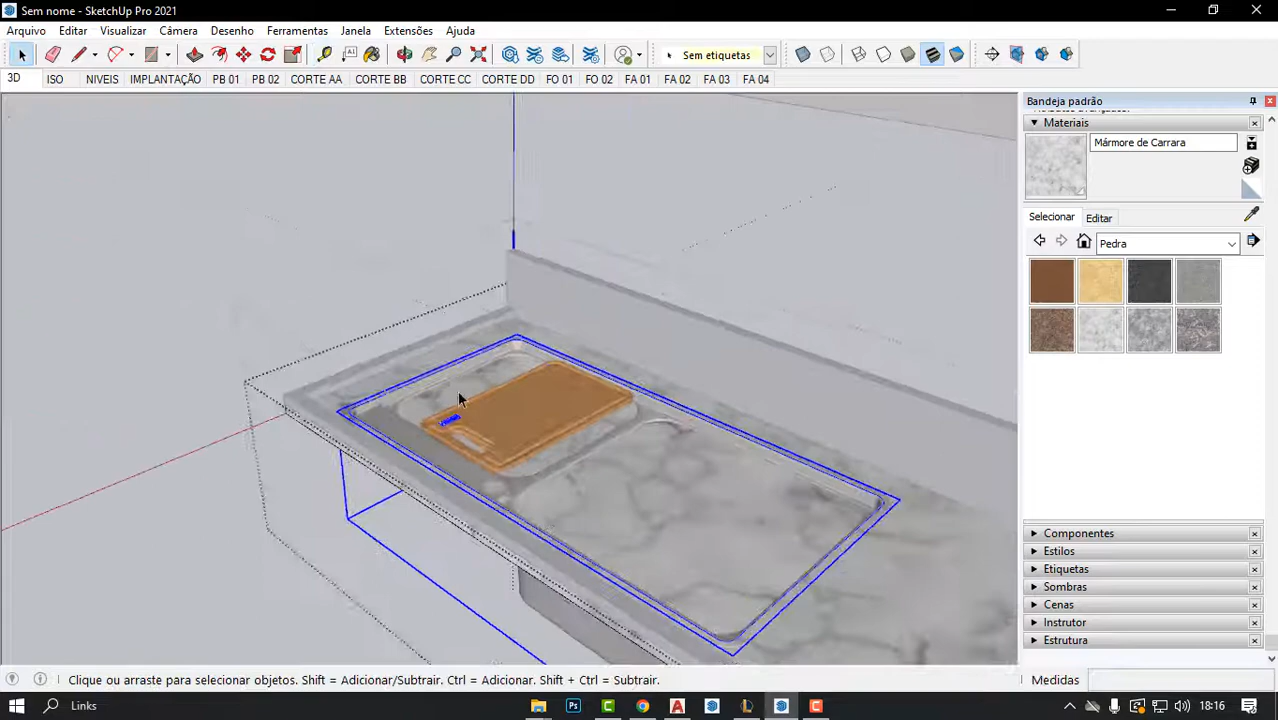 Sem nome - SketchUp Pro 2021
Arquivo Editar Visualizar Câmera Desenho Ferramentas Janela Extensões Ajuda
Sem etiquetas
3D ISO NIVEIS IMPLANTAÇÃO PB 01 PB 02 CORTE AA CORTE BB CORTE CC CORTE DD FO 01 FO 02 FA 01 FA 02 FA 03 FA 04
Bandeja padrão
Materiais
Mármore de Carrara
Selecionar Editar
Pedra
Componentes
Estilos
Etiquetas
Sombras
Cenas
Instrutor
Estrutura
Clique ou arraste para selecionar objetos. Shift = Adicionar/Subtrair. Ctrl = Adicionar. Shift + Ctrl = Subtrair.
Medidas
Links
18:16